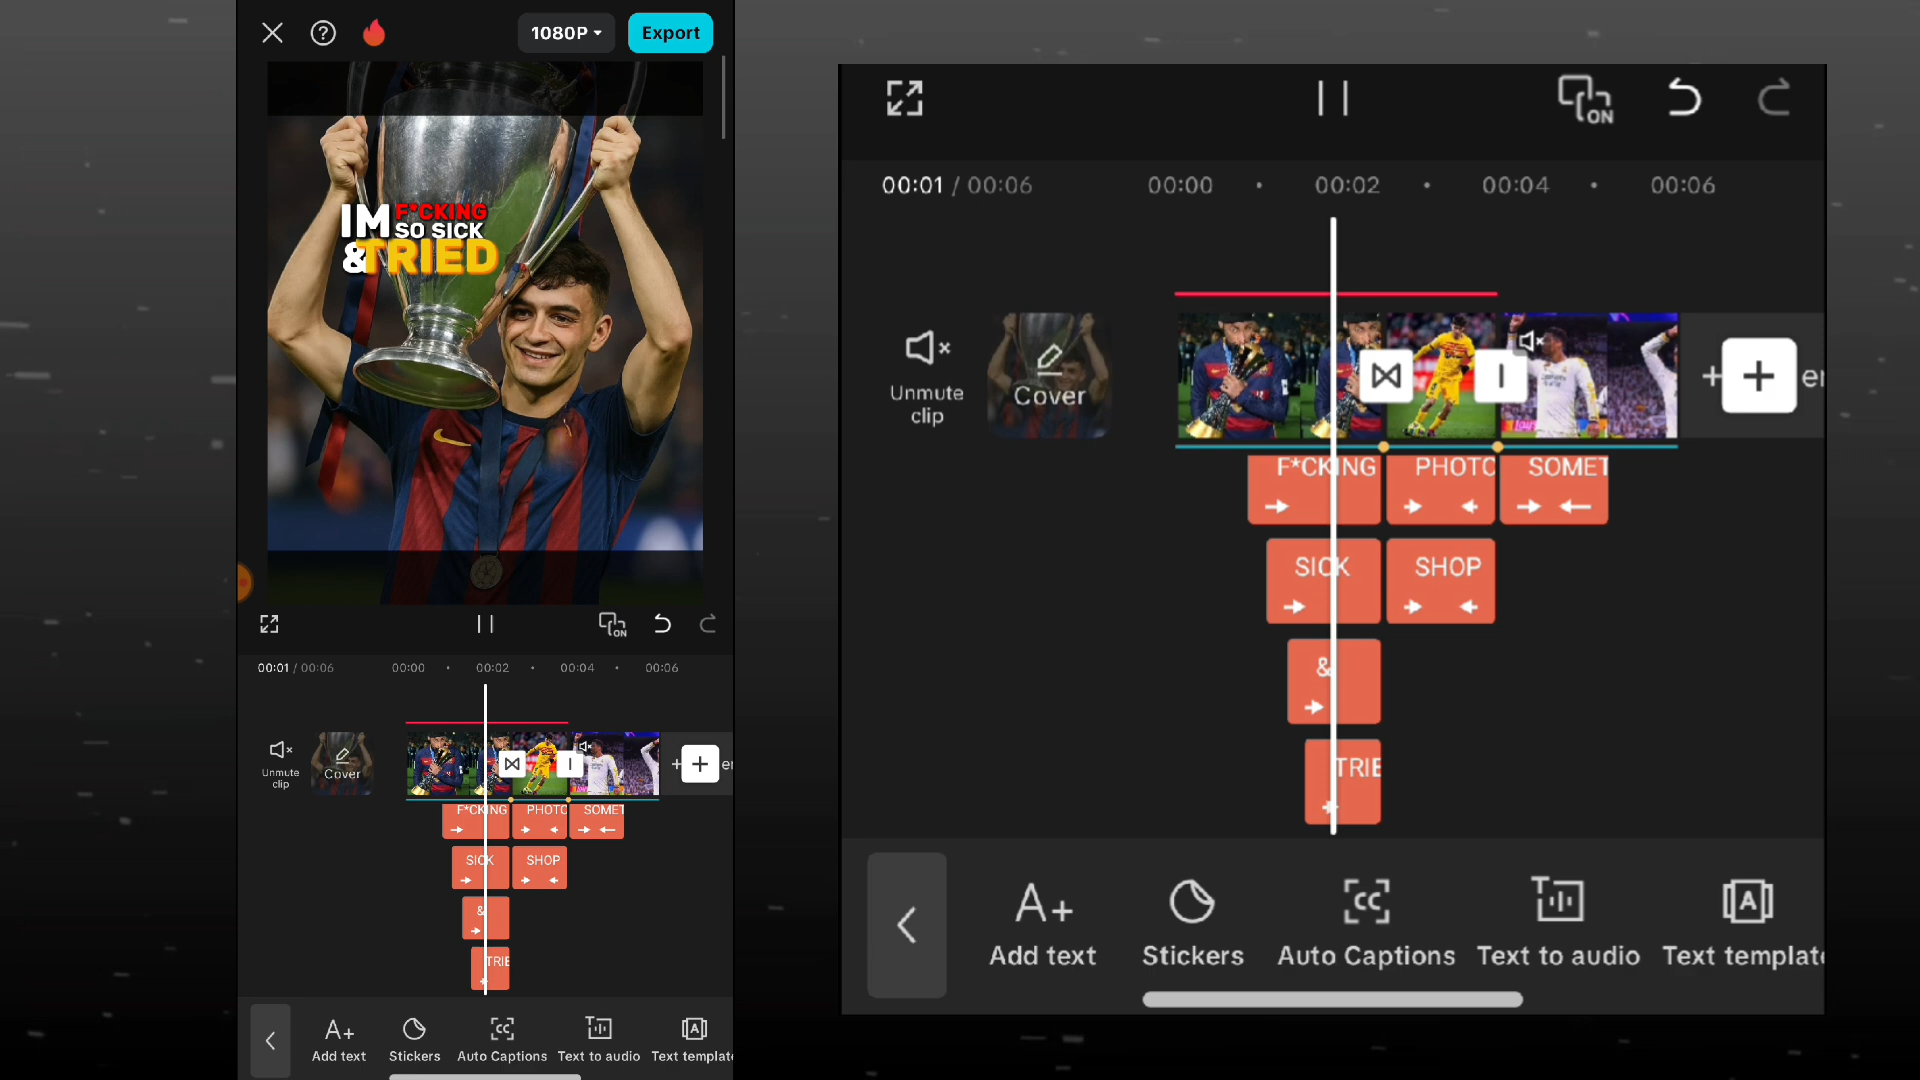 1080P
Export
IM F*CKING
SO SICK
&TRIED
00:01 / 00:06
00:00
00:02
00:04
00:06
ON
Unmute
clip
Cover
F*CKING
PHOTO
SOMET
SICK
SHOP
&
TRIE
Add text
Stickers
Auto Captions
Text to audio
Text template
ON
00:01 / 00:06
00:00
00:02
00:04
00:06
Unmute
clip
Cover
F*CKING
PHOTO
SOMET
SICK
SHOP
&
TRIE
Add text
Stickers
Auto Captions
Text to audio
Text templat